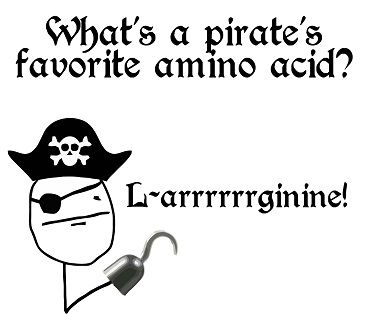 What's a pirate's
favorite amino acid?
L-arrrrrrginine!